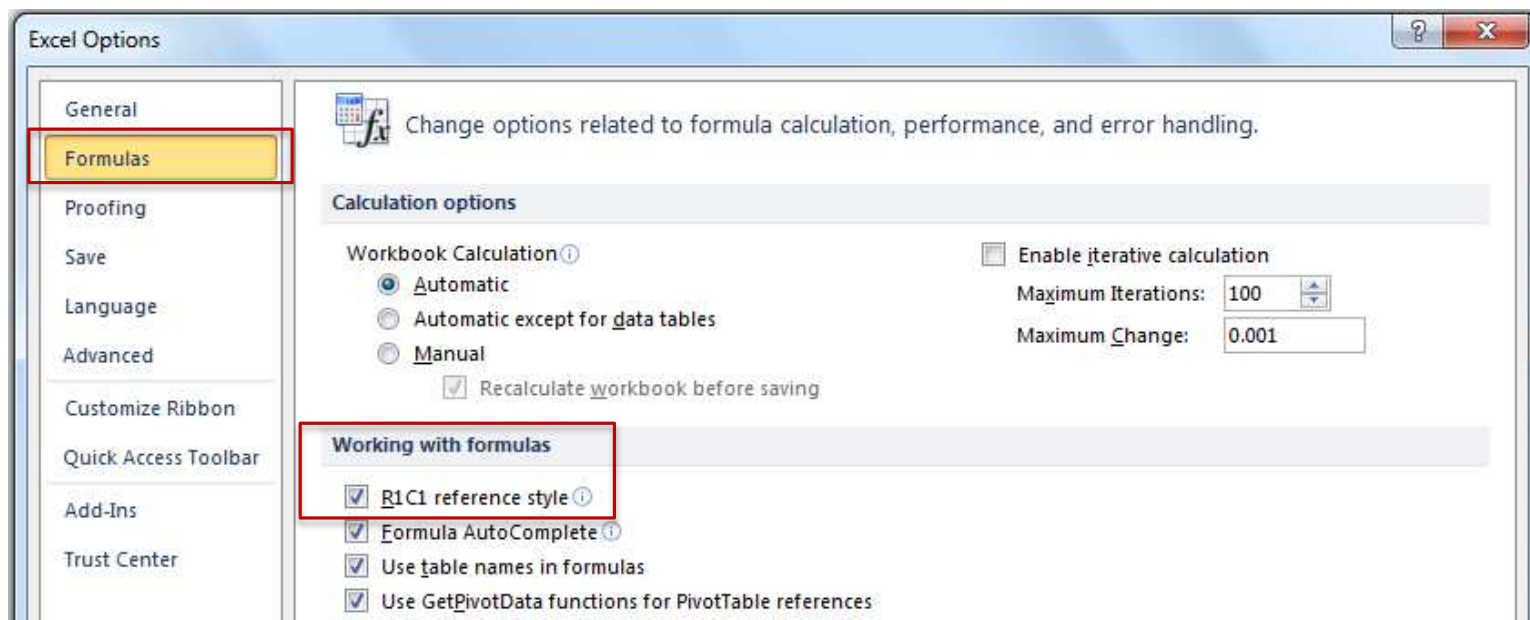 Excel Options
General
Formulas
Proofing
Save
Language
Advanced
Customize Ribbon
Quick Access Toolbar
Add-Ins
Trust Center
Change options related to formula calculation, performance, and error handling.
Calculation options
Workbook Calculation
Automatic
Automatic except for data tables
Manual
Recalculate workbook before saving
Enable iterative calculation
Maximum Iterations: 100
Maximum Change: 0.001
Working with formulas
R1C1 reference style
Formula AutoComplete
Use table names in formulas
Use GetPivotData functions for PivotTable references